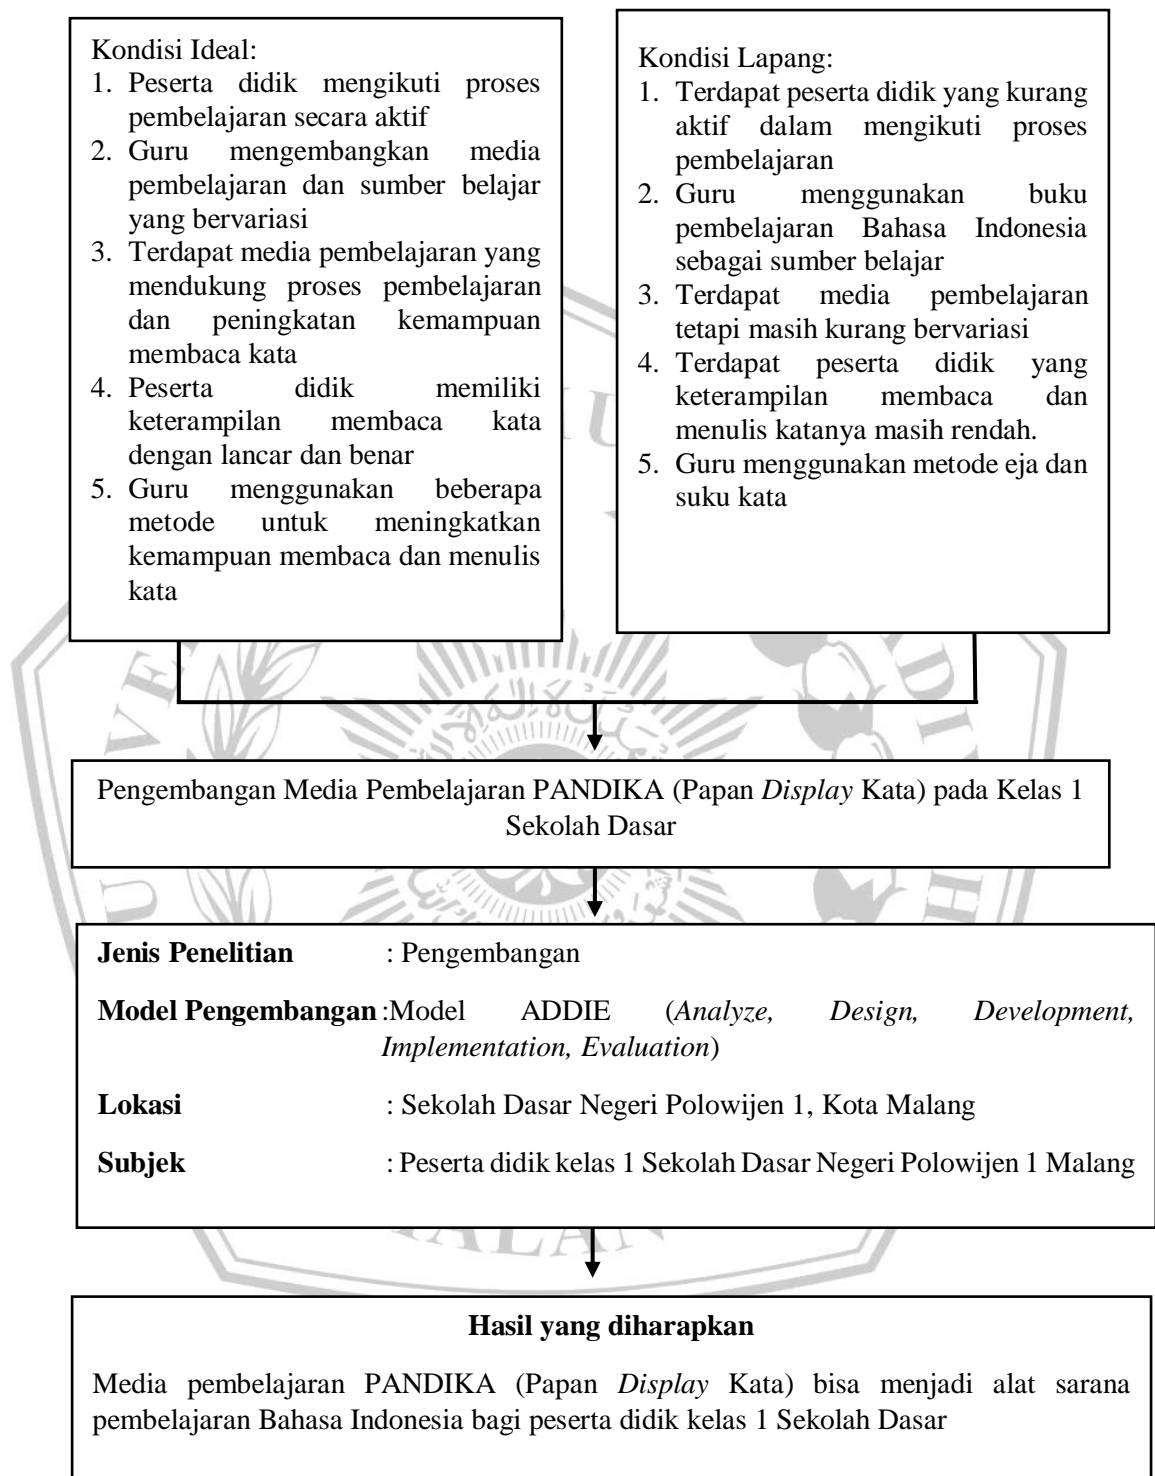 Kondisi Ideal:
1. Peserta didik mengikuti proses
pembelajaran secara aktif
2. Guru mengembangkan media
pembelajaran dan sumber belajar
yang bervariasi
3. Terdapat media pembelajaran yang
mendukung proses pembelajaran
dan peningkatan kemampuan
membaca kata
4. Peserta didik memiliki
keterampilan membaca kata
dengan lancar dan benar
5. Guru menggunakan beberapa
metode untuk meningkatkan
kemampuan membaca dan menulis
kata
Kondisi Lapang:
1. Terdapat peserta didik yang kurang
aktif dalam mengikuti proses
pembelajaran
2. Guru menggunakan buku
pembelajaran Bahasa Indonesia
sebagai sumber belajar
3. Terdapat media pembelajaran
tetapi masih kurang bervariasi
4. Terdapat peserta didik yang
keterampilan membaca dan
menulis katanya masih rendah.
5. Guru menggunakan metode eja dan
suku kata
Pengembangan Media Pembelajaran PANDIKA (Papan Display Kata) pada Kelas 1
Sekolah Dasar
Jenis Penelitian : Pengembangan
Model Pengembangan :Model ADDIE (Analyze, Design, Development,
Implementation, Evaluation)
Lokasi : Sekolah Dasar Negeri Polowijen 1, Kota Malang
Subjek : Peserta didik kelas 1 Sekolah Dasar Negeri Polowijen 1 Malang
Hasil yang diharapkan
Media pembelajaran PANDIKA (Papan Display Kata) bisa menjadi alat sarana
pembelajaran Bahasa Indonesia bagi peserta didik kelas 1 Sekolah Dasar